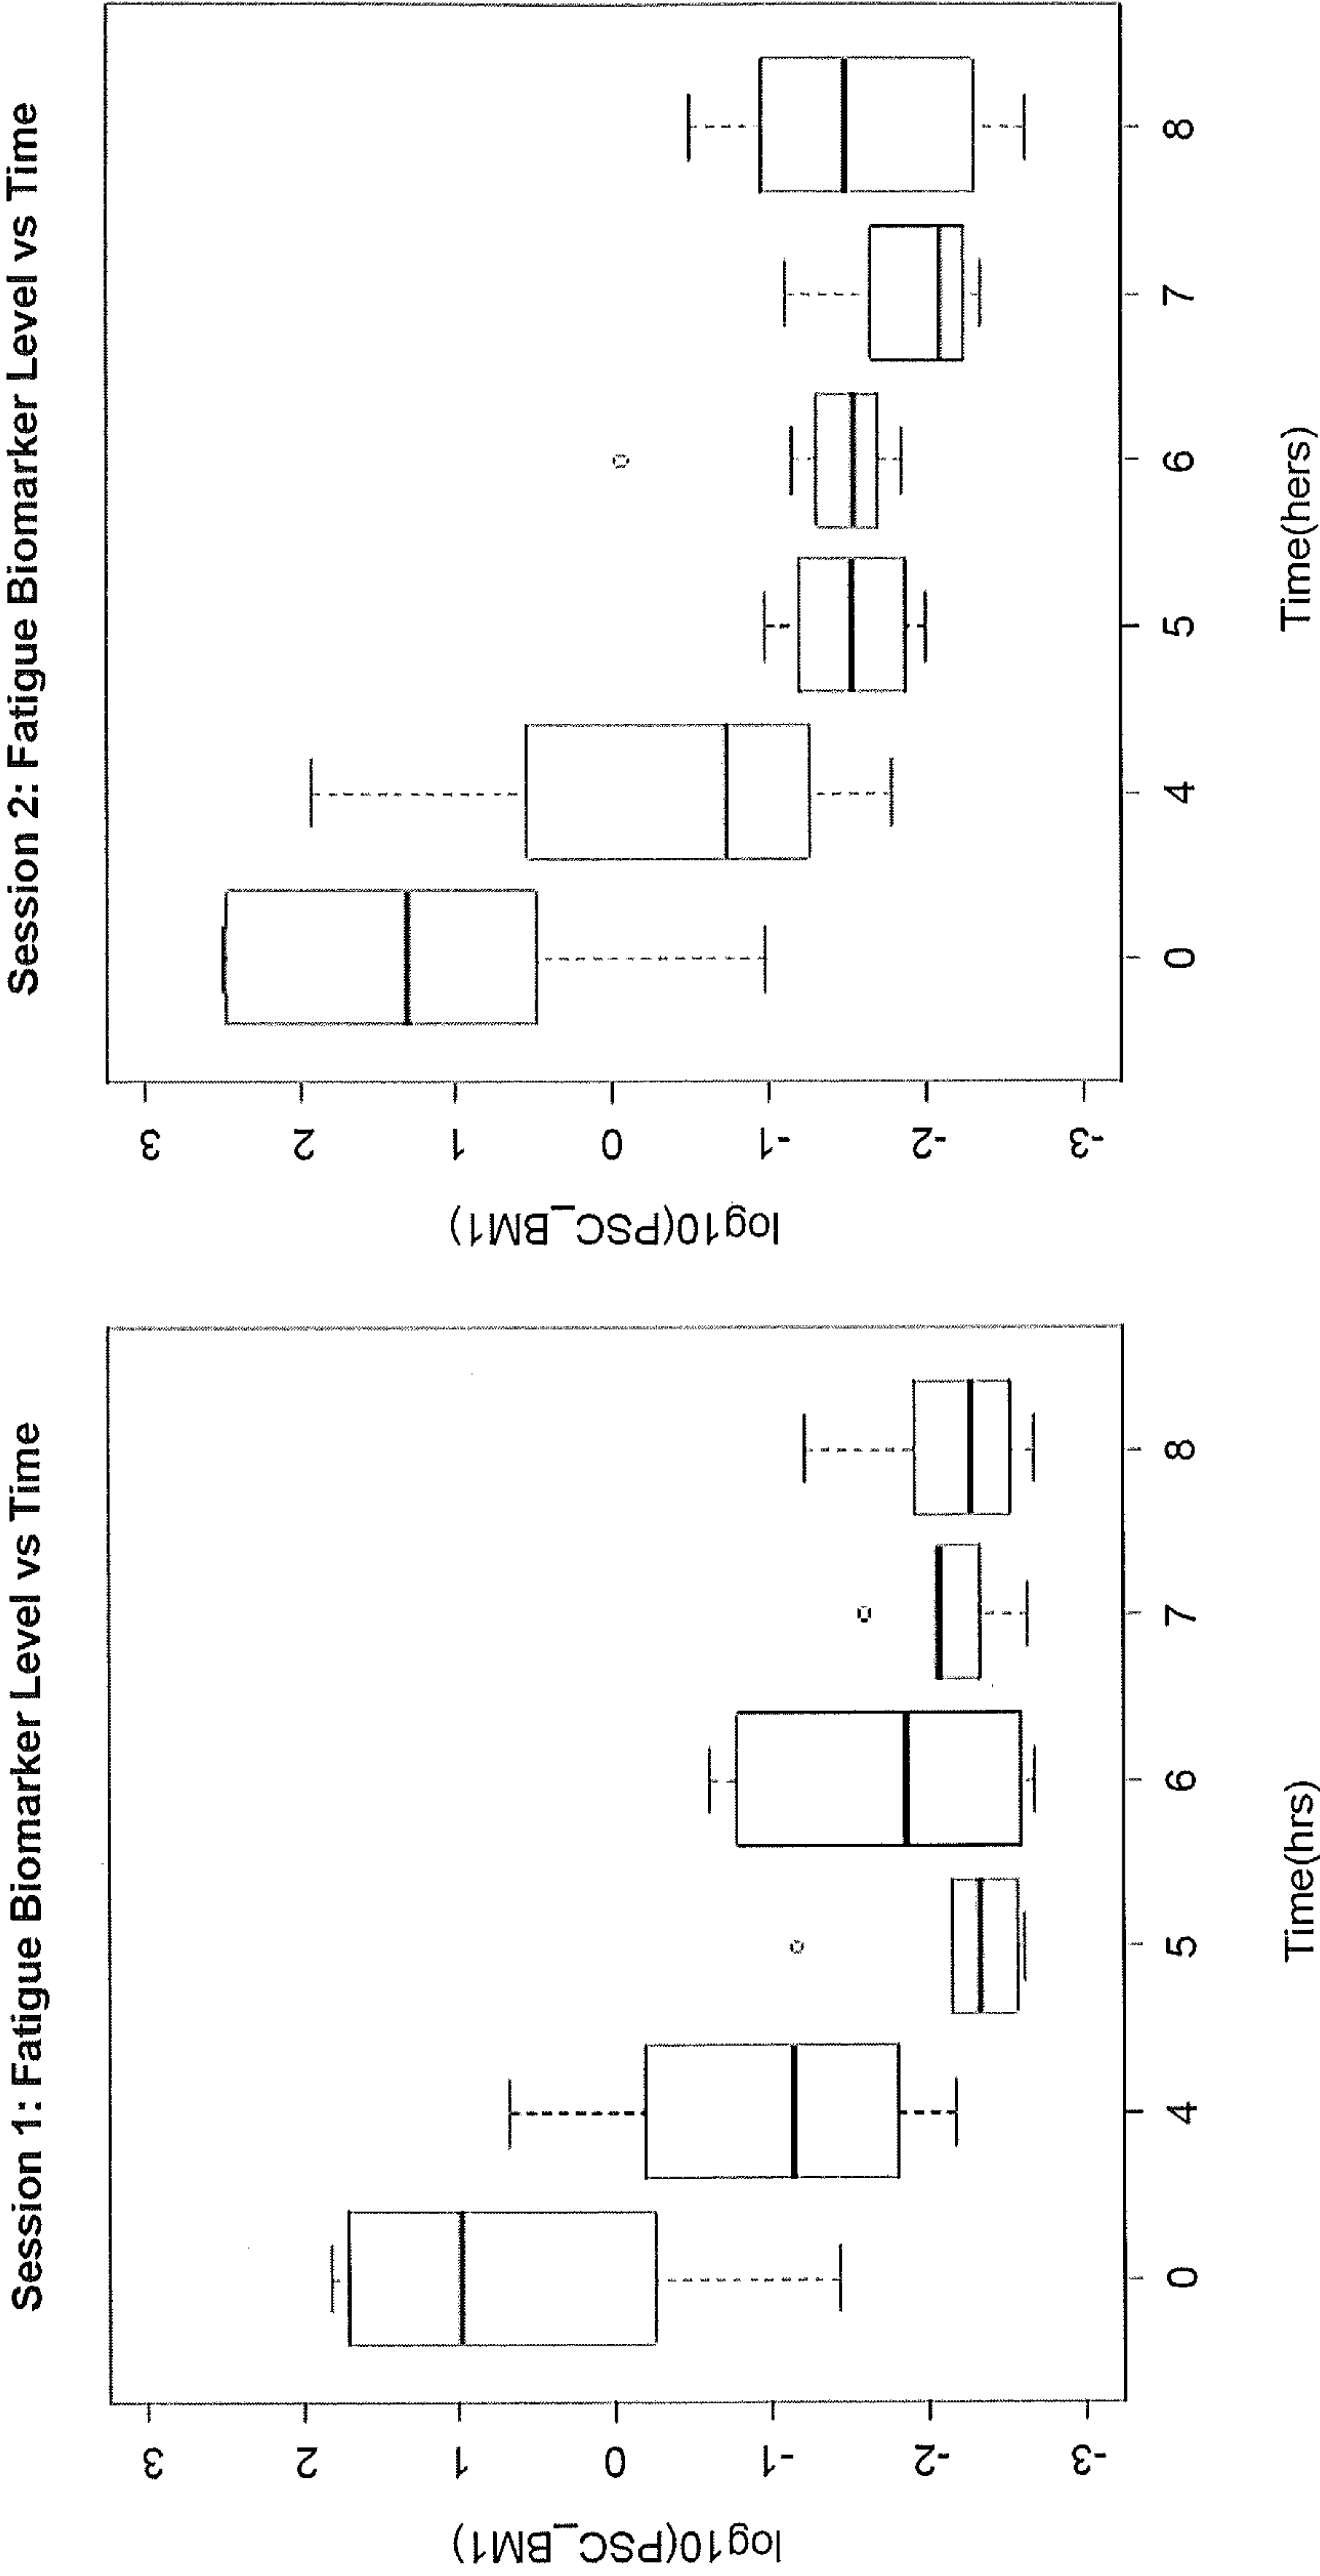 Session 1: Fatigue Biomarker Level vs Time
log10(PSC_BM1)
3
2
1
0
-1
-2
-3
0 4 5 6 7 8
Time(hrs)
Session 2: Fatigue Biomarker Level vs Time
log10(PSC_BM1)
3
2
1
0
-1
-2
-3
0 4 5 6 7 8
Time(hers)